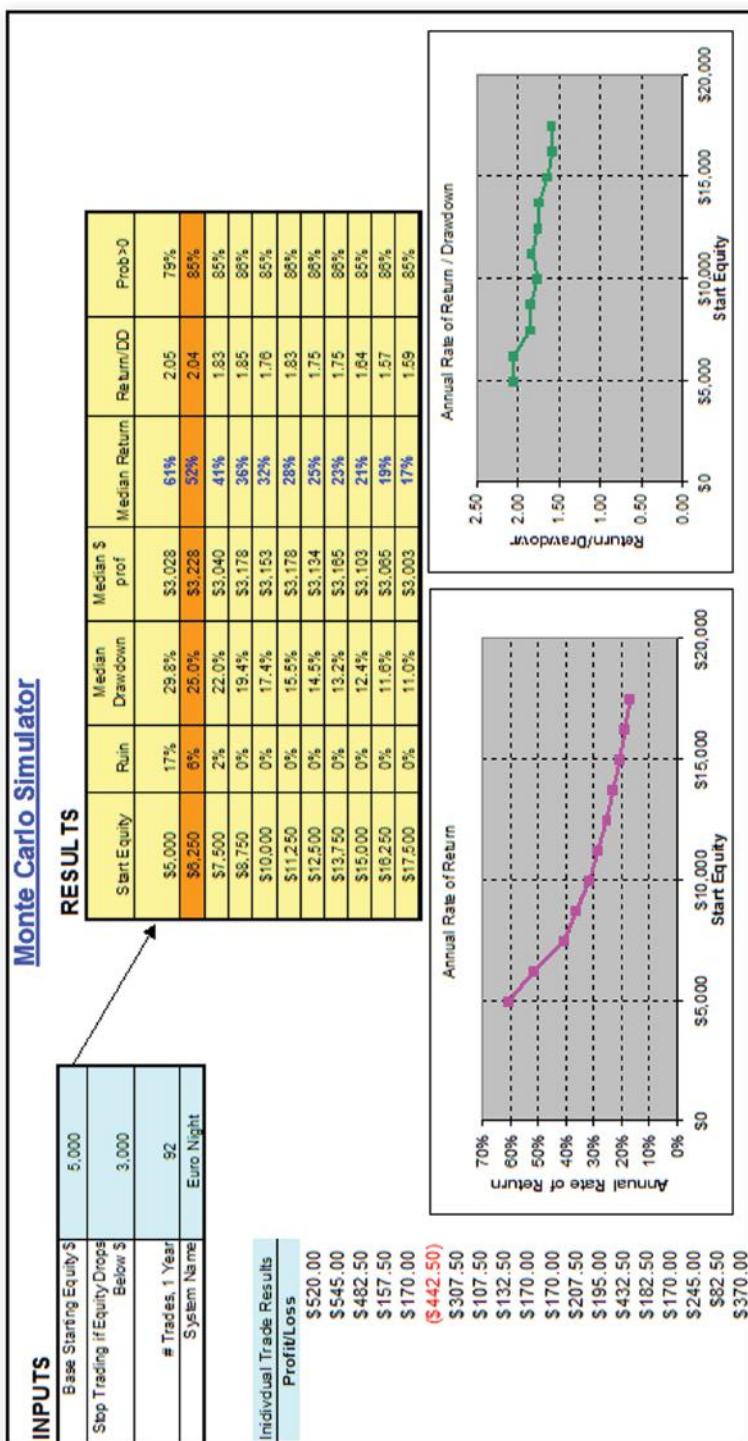 Monte Carlo Simulator
INPUTS
Base Starting Equity $ 5,000
Stop Trading if Equity Drops
Below $ 3,000
# Trades, 1 Year 92
System Name Euro Night
RESULTS
Start Equity Ruin Median Drawdown Median $ prof Median Return Return/DD Prob>0
$5,000 17% 29.8% $3,028 61% 2.05 79%
$6,250 6% 25.0% $3,228 52% 2.04 85%
$7,500 2% 22.0% $3,040 41% 1.83 85%
$8,750 0% 19.4% $3,178 36% 1.85 86%
$10,000 0% 17.4% $3,153 32% 1.76 85%
$11,250 0% 15.5% $3,178 28% 1.83 86%
$12,500 0% 14.5% $3,134 25% 1.75 86%
$13,750 0% 13.2% $3,165 23% 1.75 86%
$15,000 0% 12.4% $3,103 21% 1.64 85%
$16,250 0% 11.6% $3,065 19% 1.57 86%
$17,500 0% 11.0% $3,003 17% 1.59 85%
Inidivdual Trade Results
Profit/Loss
$520.00
$545.00
$482.50
$157.50
$170.00
($442.50)
$307.50
$107.50
$132.50
$170.00
$170.00
$207.50
$195.00
$432.50
$182.50
$170.00
$245.00
$82.50
$370.00
Annual Rate of Return
Annual Rate of Return
70%
60%
50%
40%
30%
20%
10%
0%
$0 $5,000 $10,000 $15,000 $20,000
Start Equity
Annual Rate of Return / Drawdown
Return/Drawdown
2.50
2.00
1.50
1.00
0.50
0.00
$0 $5,000 $10,000 $15,000 $20,000
Start Equity